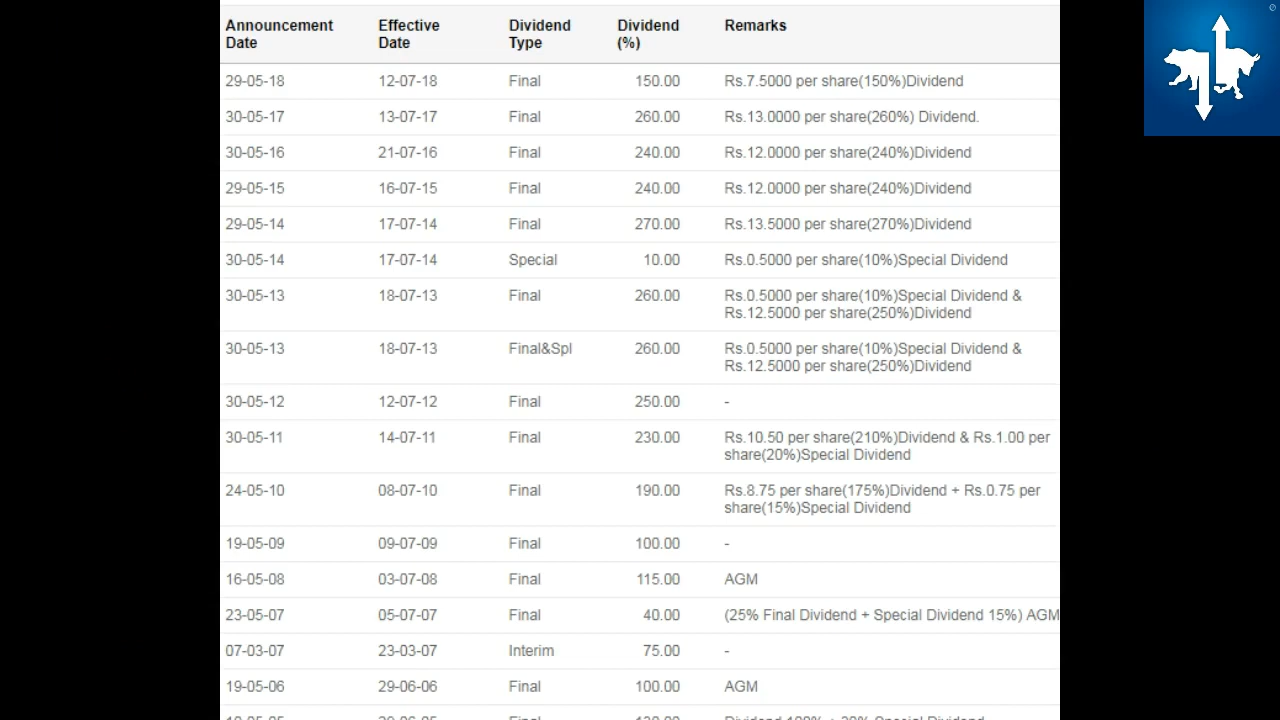 Announcement Date Effective Date Dividend Type Dividend (%) Remarks
29-05-18 12-07-18 Final 150.00 Rs.7.5000 per share(150%)Dividend
30-05-17 13-07-17 Final 260.00 Rs.13.0000 per share(260%) Dividend.
30-05-16 21-07-16 Final 240.00 Rs.12.0000 per share(240%)Dividend
29-05-15 16-07-15 Final 240.00 Rs.12.0000 per share(240%)Dividend
29-05-14 17-07-14 Final 270.00 Rs.13.5000 per share(270%)Dividend
30-05-14 17-07-14 Special 10.00 Rs.0.5000 per share(10%)Special Dividend
30-05-13 18-07-13 Final 260.00 Rs.0.5000 per share(10%)Special Dividend &
Rs.12.5000 per share(250%)Dividend
30-05-13 18-07-13 Final&Spl 260.00 Rs.0.5000 per share(10%)Special Dividend &
Rs.12.5000 per share(250%)Dividend
30-05-12 12-07-12 Final 250.00 -
30-05-11 14-07-11 Final 230.00 Rs.10.50 per share(210%)Dividend & Rs.1.00 per
share(20%)Special Dividend
24-05-10 08-07-10 Final 190.00 Rs.8.75 per share(175%)Dividend + Rs.0.75 per
share(15%)Special Dividend
19-05-09 09-07-09 Final 100.00 -
16-05-08 03-07-08 Final 115.00 AGM
23-05-07 05-07-07 Final 40.00 (25% Final Dividend + Special Dividend 15%) AGM
07-03-07 23-03-07 Interim 75.00 -
19-05-06 29-06-06 Final 100.00 AGM